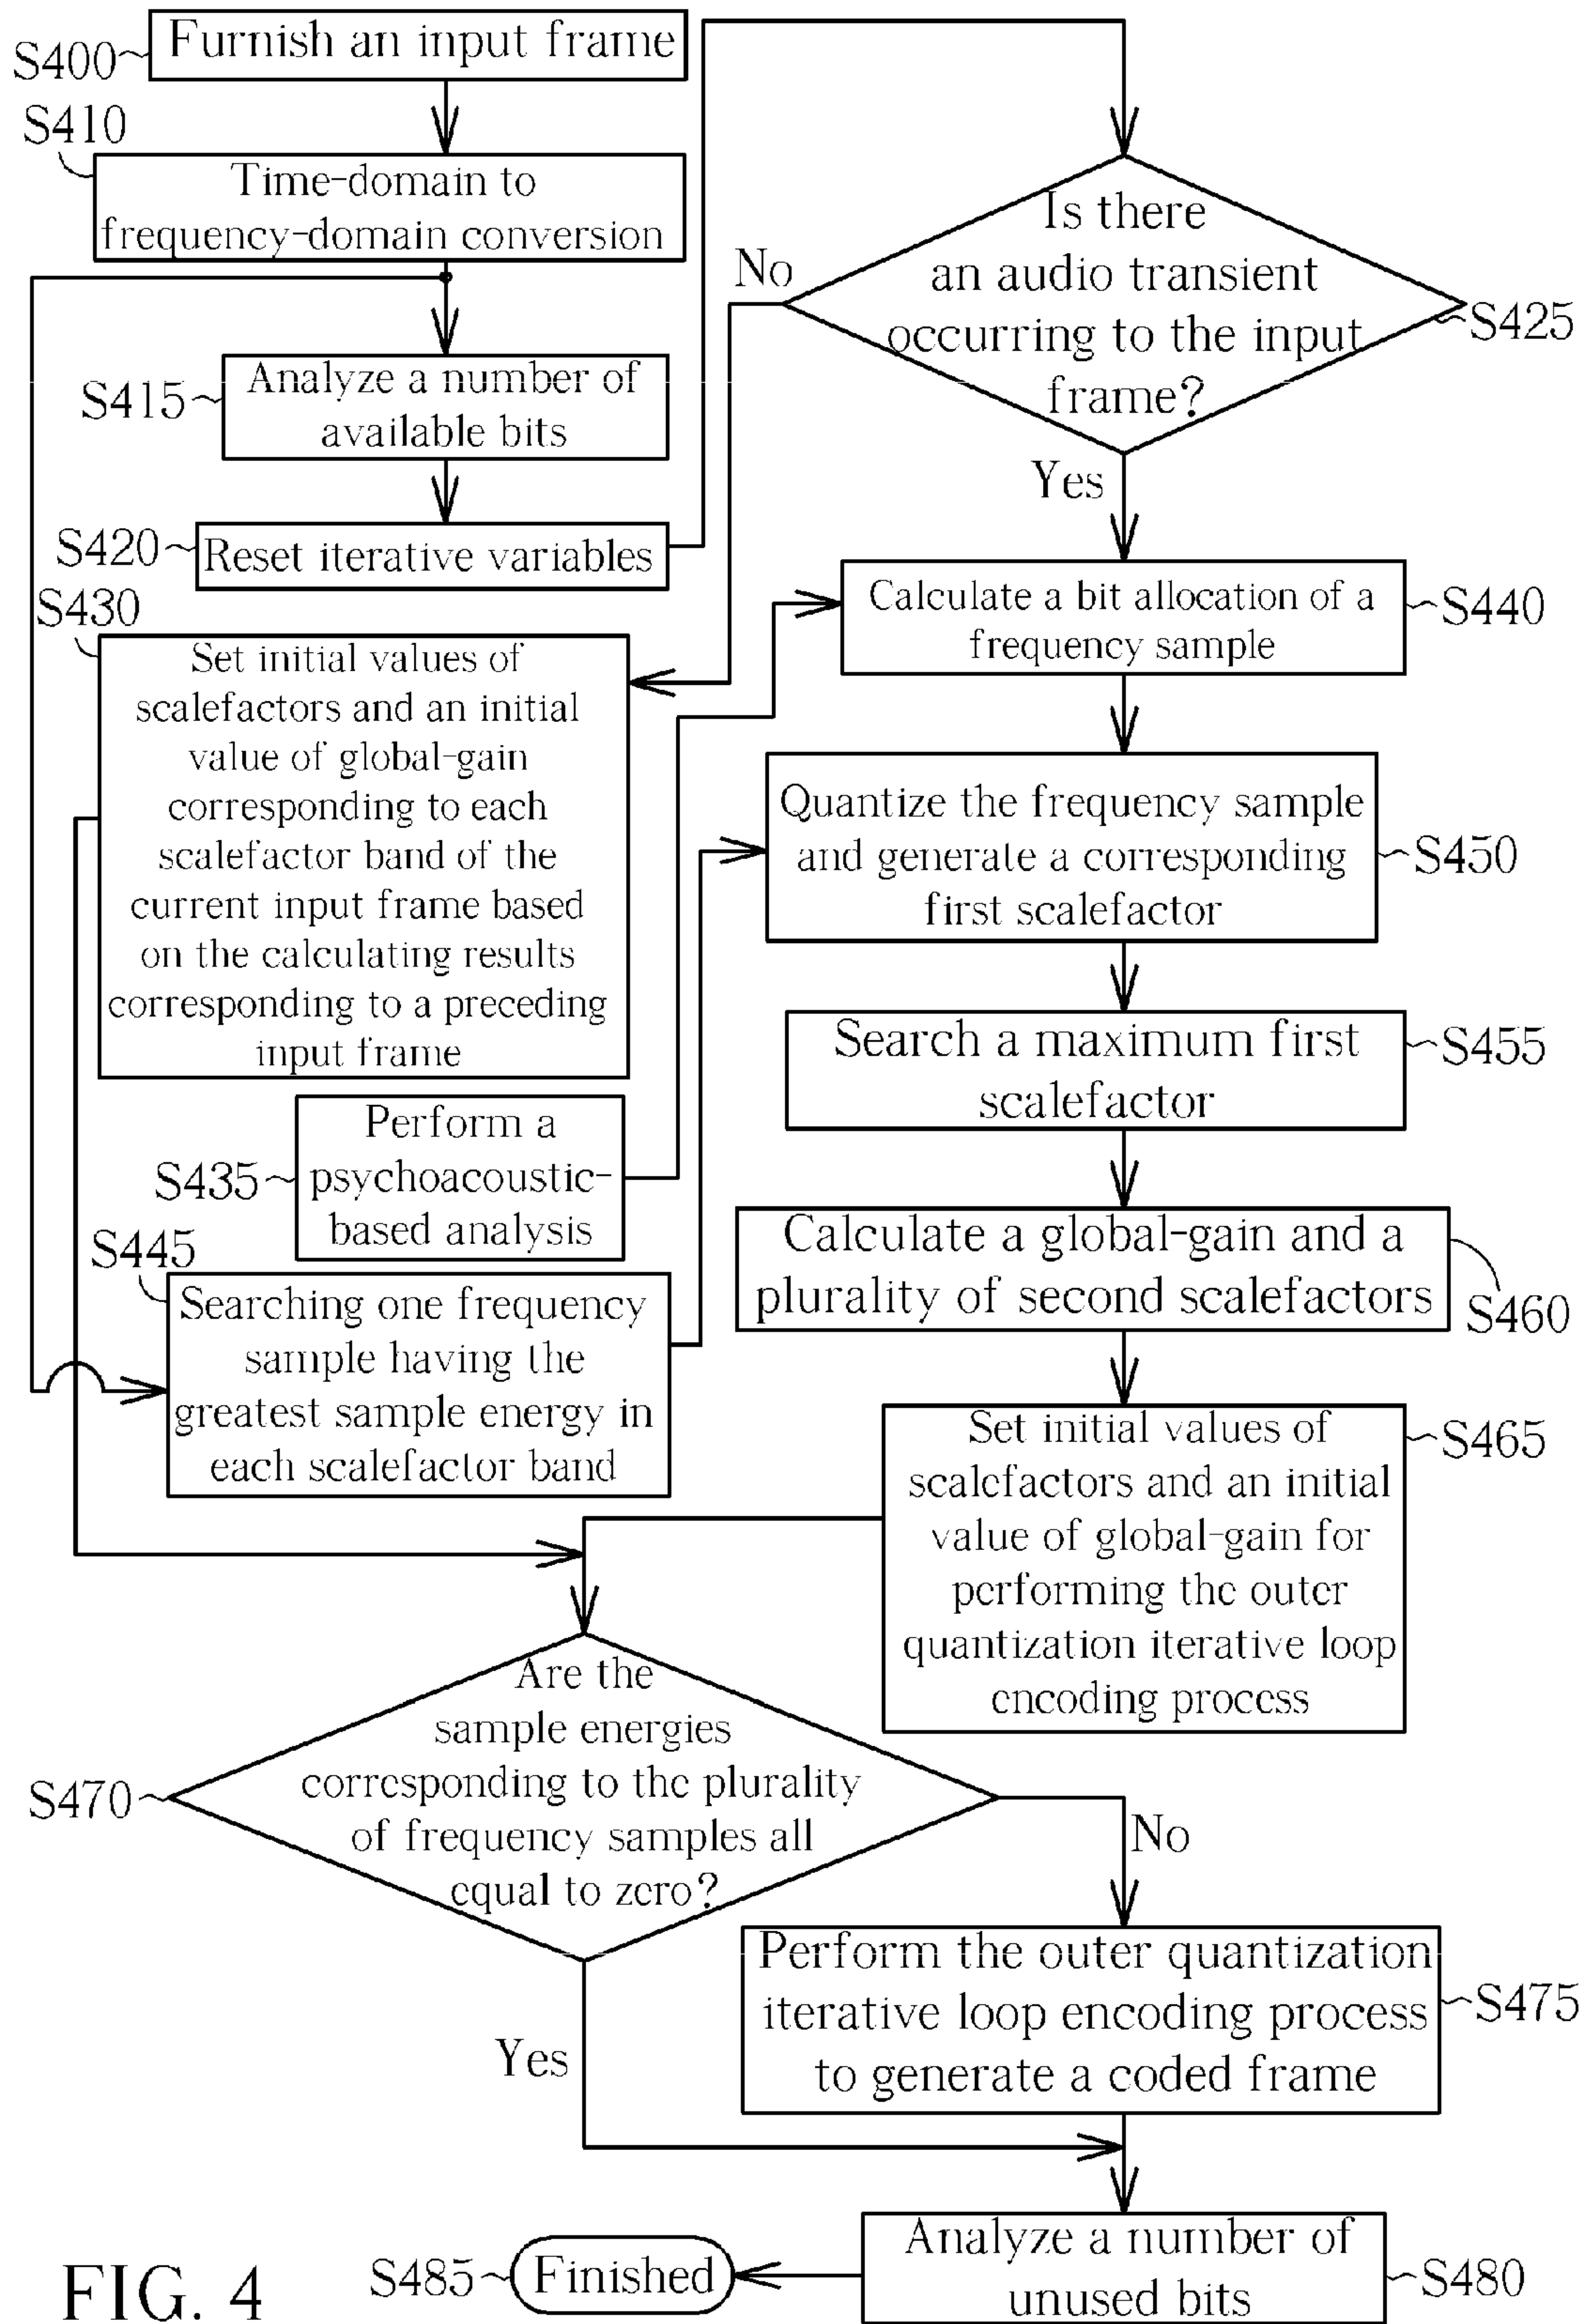 S400
Furnish an input frame
S410
Time-domain to
frequency-domain conversion
S415
Analyze a number of
available bits
S420
Reset iterative variables
Is there
an audio transient
occurring to the input
frame?
S425
No
Yes
S430
Set initial values of
scalefactors and an initial
value of global-gain
corresponding to each
scalefactor band of the
current input frame based
on the calculating results
corresponding to a preceding
input frame
S435
Perform a
psychoacoustic-
based analysis
Calculate a bit allocation of a
frequency sample
S440
S445
Searching one frequency
sample having the
greatest sample energy in
each scalefactor band
Quantize the frequency sample
and generate a corresponding
first scalefactor
S450
Search a maximum first
scalefactor
S455
Calculate a global-gain and a
plurality of second scalefactors
S460
Set initial values of
scalefactors and an initial
value of global-gain for
performing the outer
quantization iterative loop
encoding process
S465
S470
Are the
sample energies
corresponding to the plurality
of frequency samples all
equal to zero?
No
Yes
Perform the outer quantization
iterative loop encoding process
to generate a coded frame
S475
Analyze a number of
unused bits
S480
S485
Finished
FIG. 4